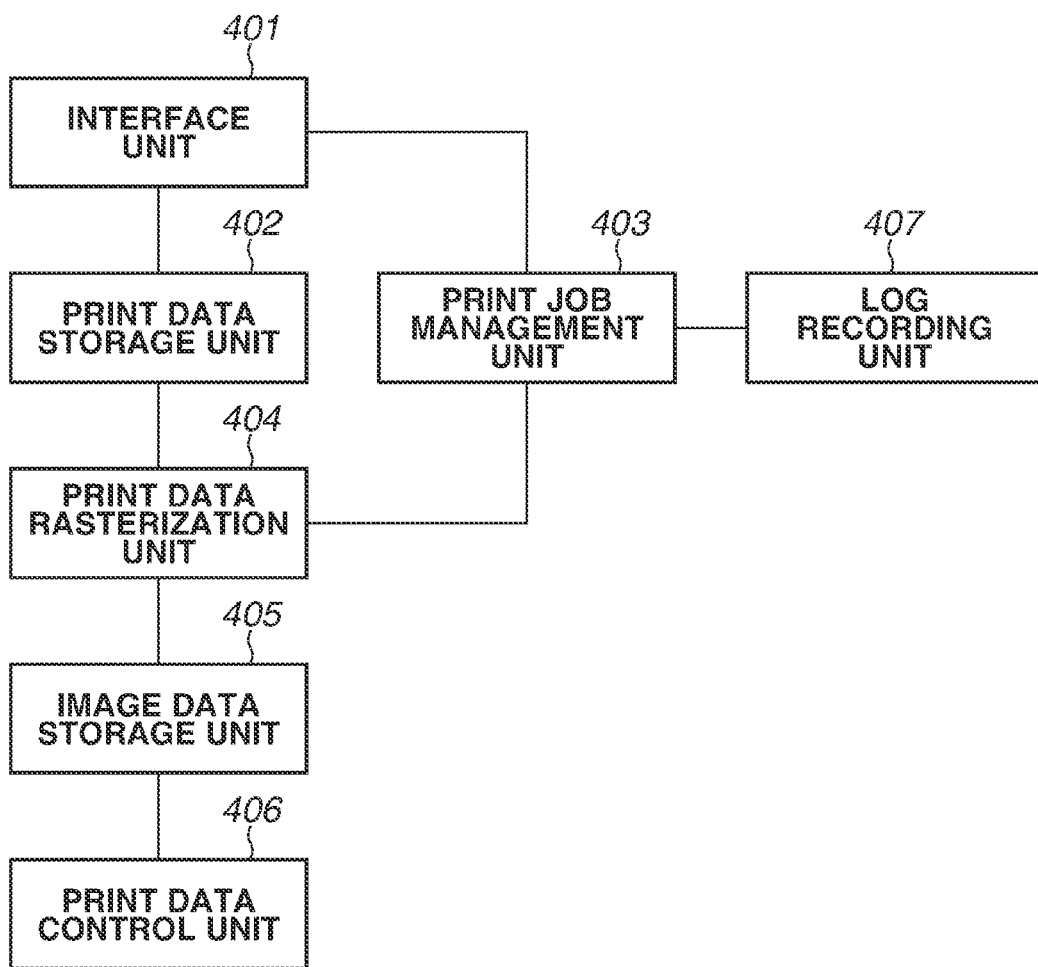 401
INTERFACE
UNIT
402
PRINT DATA
STORAGE UNIT
403
PRINT JOB
MANAGEMENT
UNIT
407
LOG
RECORDING
UNIT
404
PRINT DATA
RASTERIZATION
UNIT
405
IMAGE DATA
STORAGE UNIT
406
PRINT DATA
CONTROL UNIT